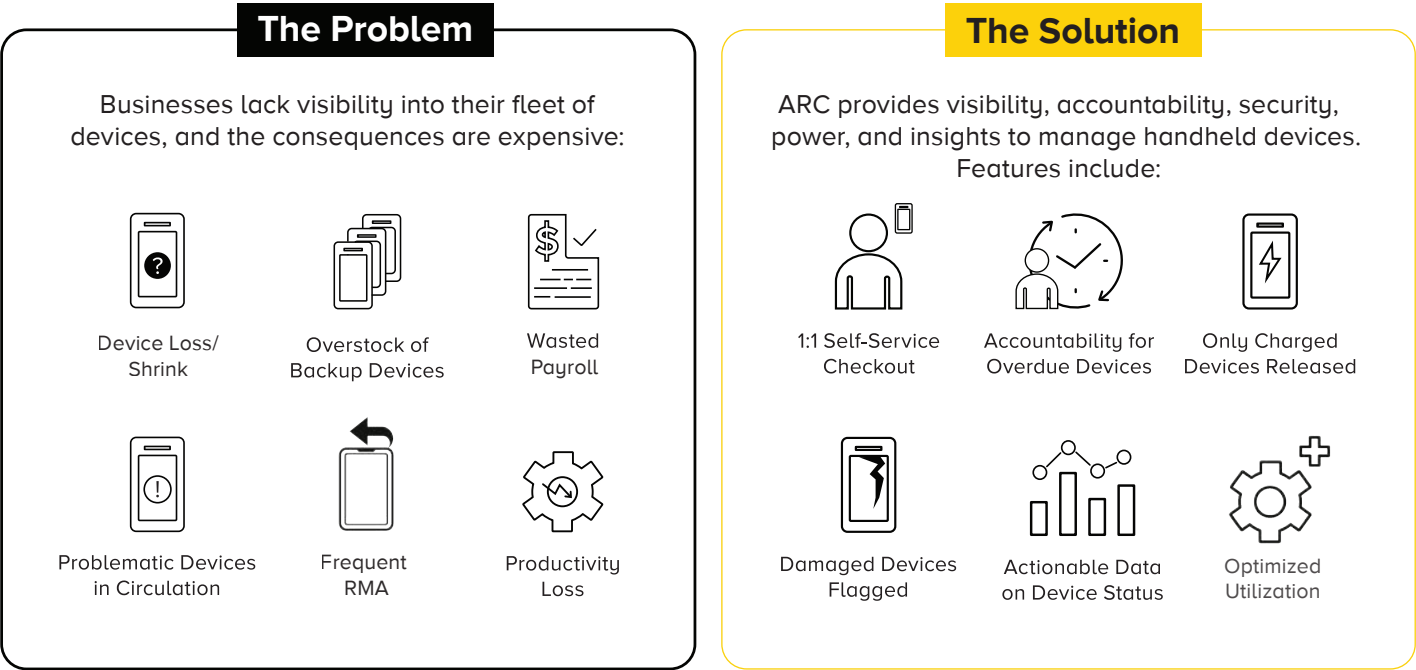 The Problem
Businesses lack visibility into their fleet of
devices, and the consequences are expensive:
?
$
Device Loss/
Shrink
Overstock of
Backup Devices
Wasted
Payroll
!
Problematic Devices
in Circulation
Frequent
RMA
Productivity
Loss
The Solution
ARC provides visibility, accountability, security,
power, and insights to manage handheld devices.
Features include:
1:1 Self-Service
Checkout
Accountability for
Overdue Devices
Only Charged
Devices Released
Damaged Devices
Flagged
Actionable Data
on Device Status
Optimized
Utilization